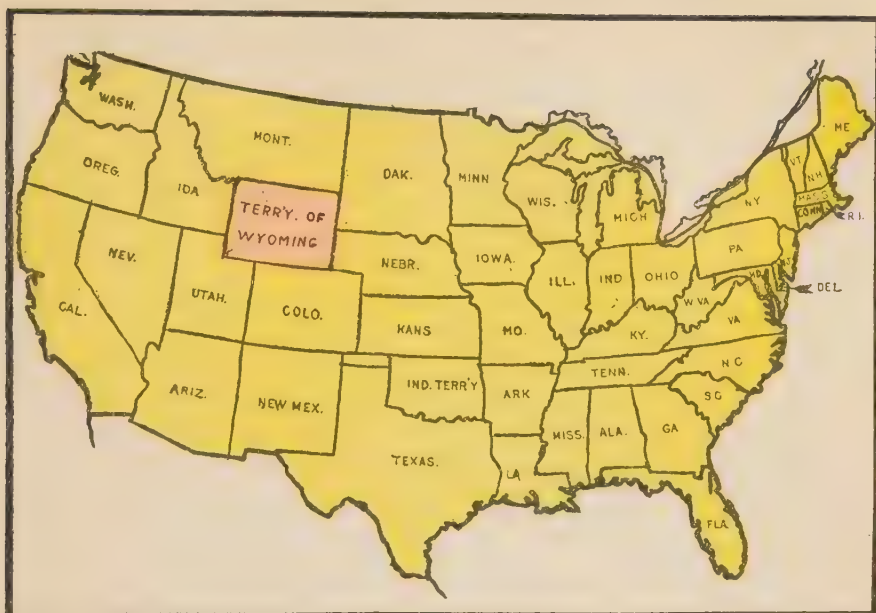 WASH.
MONT.
ME
OREG.
IDA
DAK.
MINN
VT
NH
TERR'Y. OF
WYOMING
WIS.
MICH
NY
MASS
CONN
R I.
NEV.
NEBR.
IOWA.
PA
N.J.
UTAH.
COLO.
ILL.
IND
OHIO
MD.
DEL
CAL.
KANS
MO.
W.VA
VA
KY.
ARIZ.
NEW MEX.
IND. TERR'Y
ARK
TENN.
N C
S C
TEXAS.
LA
MISS.
ALA.
GA
FLA